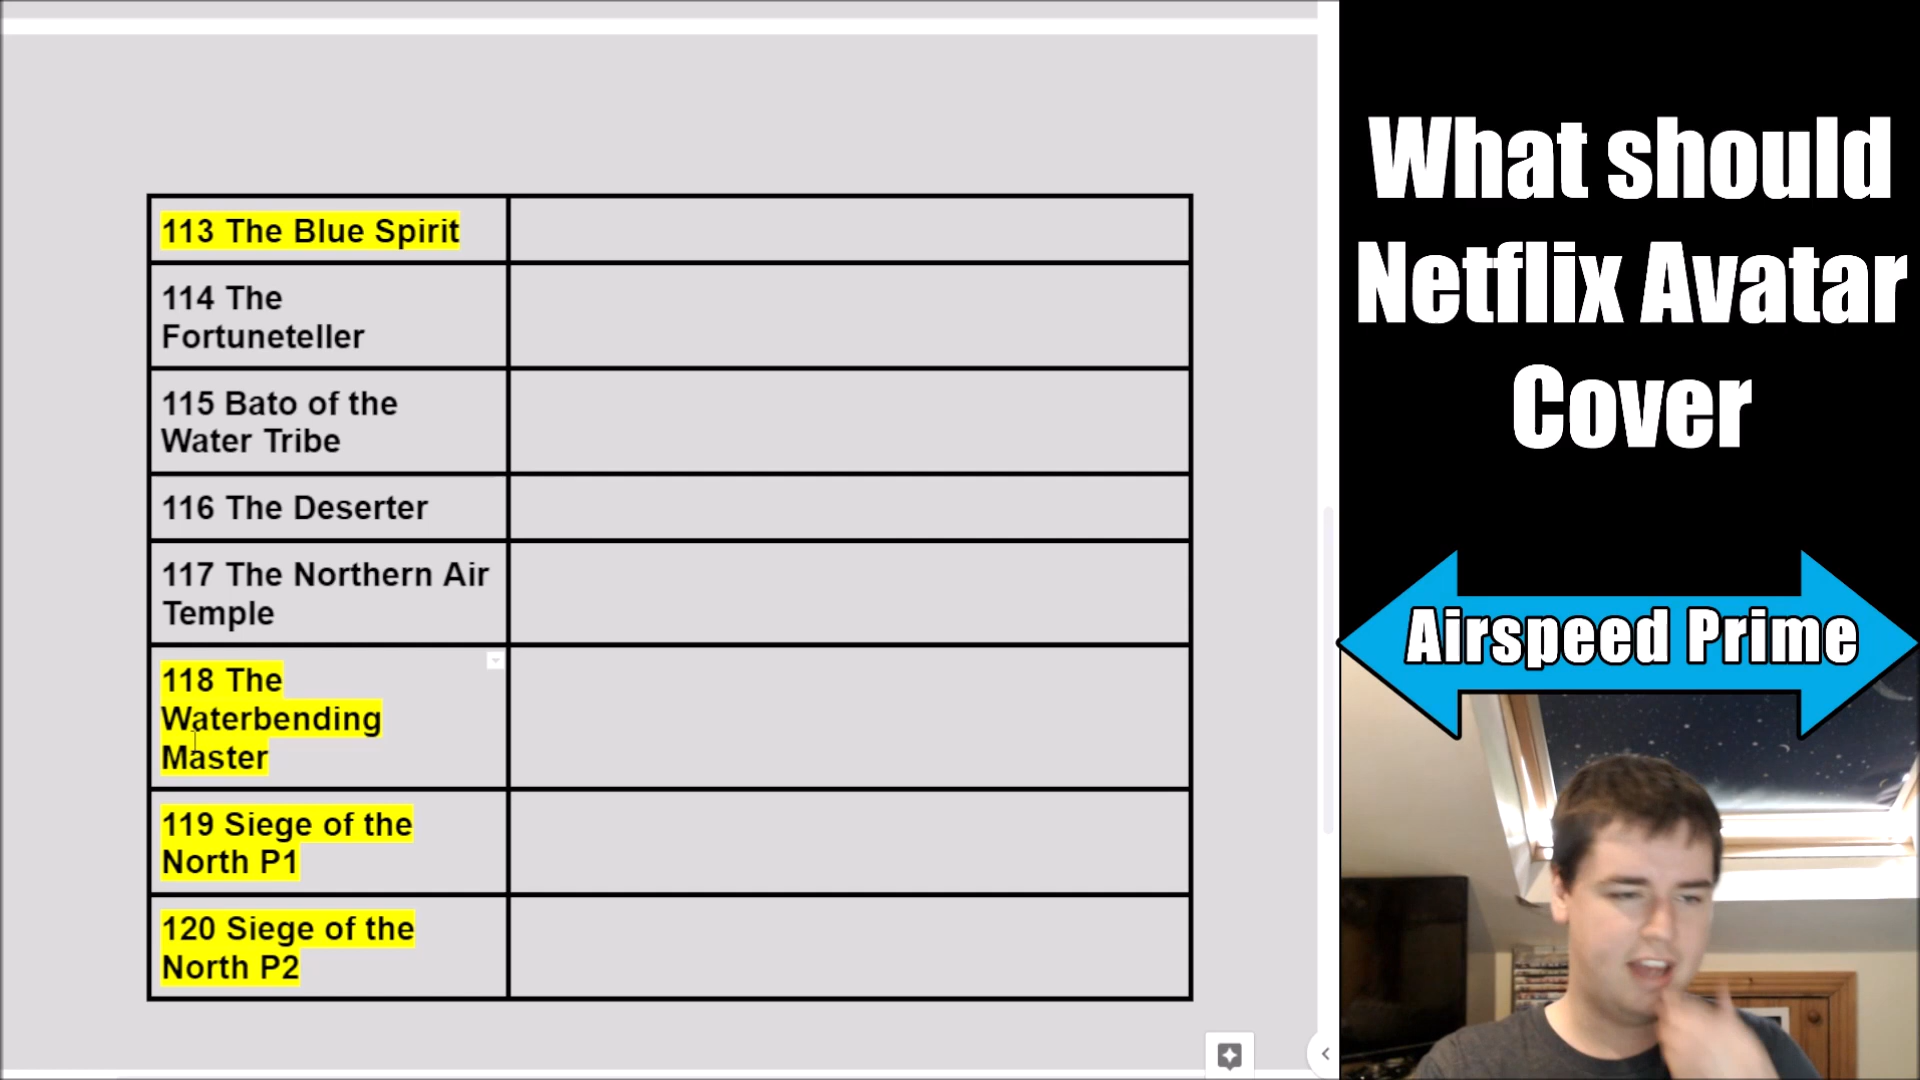 113 The Blue Spirit
114 The
Fortuneteller
115 Bato of the
Water Tribe
116 The Deserter
117 The Northern Air
Temple
118 The
Waterbending
Master
119 Siege of the
North P1
120 Siege of the
North P2
What should
Netflix Avatar
Cover
Airspeed Prime